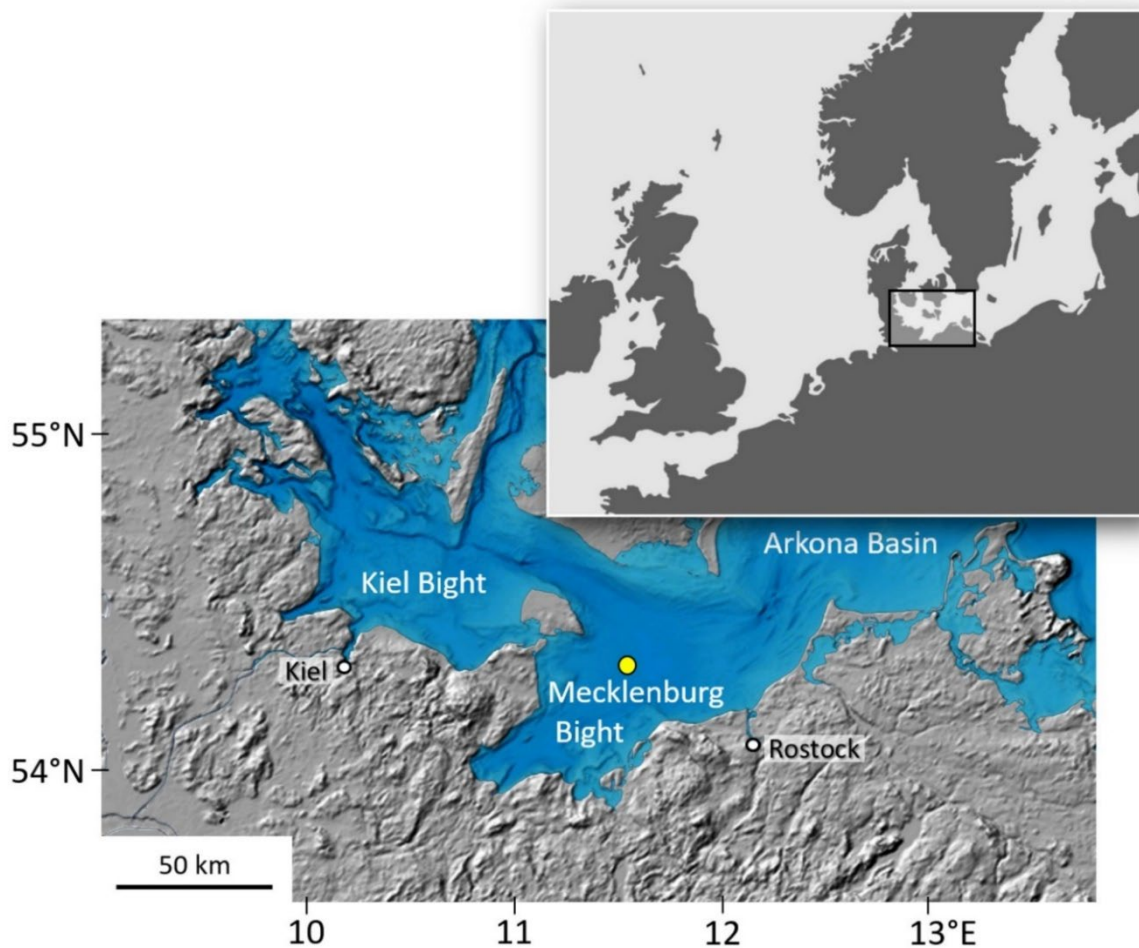 55°N
Arkona Basin
Kiel Bight
Kiel
Mecklenburg
Bight
Rostock
54°N
50 km
10 11 12 13°E